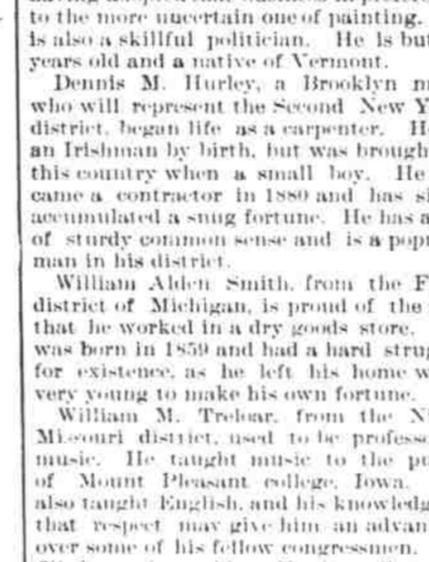 to the more uncertain one of painting.
is also a skillful politician. He is but
years old and a native of Vermont.
Dennis M. Hurley, a Brooklyn m
who will represent the Second New Y
district, began life as a carpenter. H
an Irishman by birth, but was brough
this country when a small boy. He
came a contractor in 1880 and has si
accumulated a snug fortune. He has a
of sturdy common sense and is a popu
man in his district.
William Alden Smith, from the F
district of Michigan, is proud of the
that he worked in a dry goods store.
was born in 1859 and had a hard strug
for existence, as he left his home w
very young to make his own fortune.
William M. Treloar, from the Ni
Missouri district, used to be professo
music. He taught music to the pu
of Mount Pleasant college, Iowa.
also taught English, and his knowledg
that respect may give him an advan
over some of his fellow congressmen.